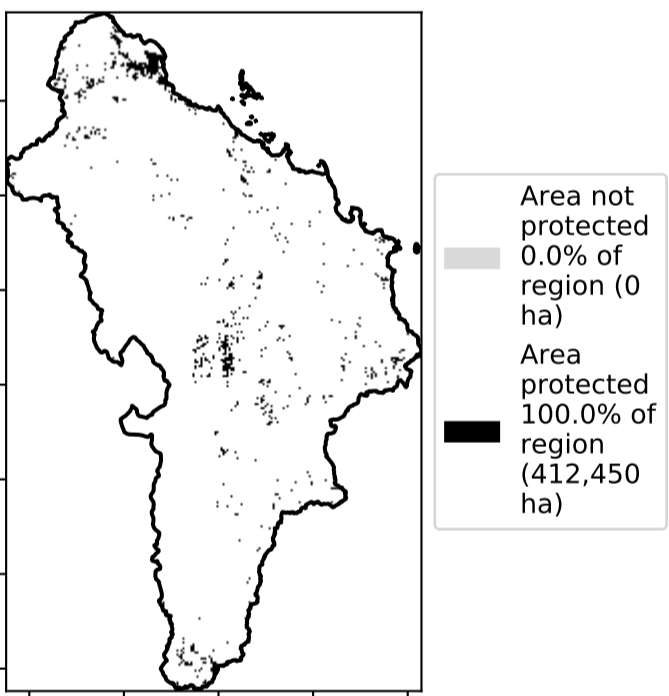 Area not
protected
0.0% of
region (0
ha)
Area
protected
100.0% of
region
(412,450
ha)